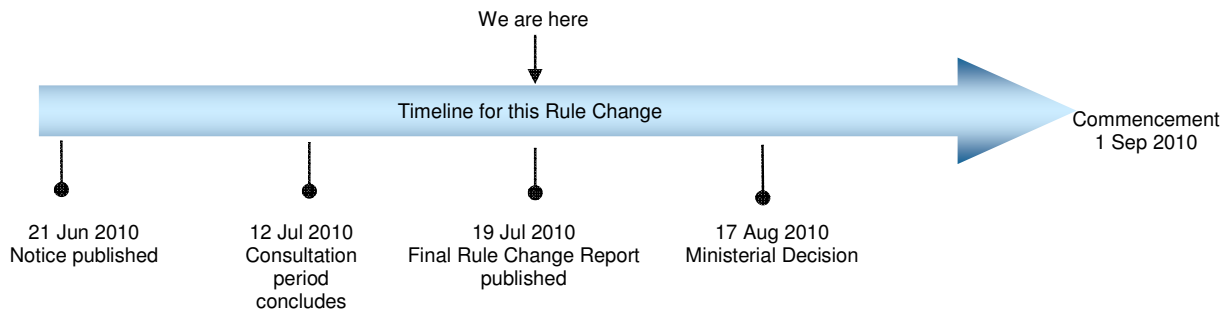 We are here
Timeline for this Rule Change
Commencement
1 Sep 2010
21 Jun 2010
Notice published
12 Jul 2010
Consultation
period
concludes
19 Jul 2010
Final Rule Change Report
published
17 Aug 2010
Ministerial Decision